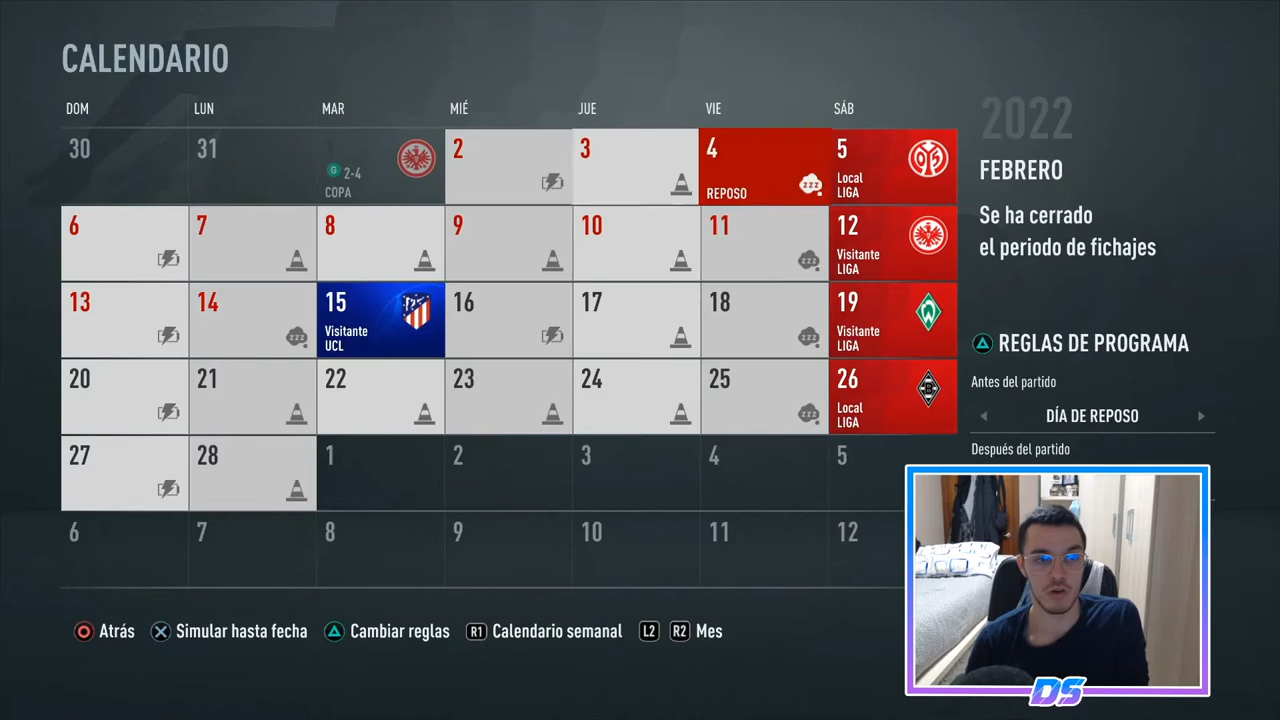 CALENDARIO
DOM LUN MAR MIÉ JUE VIE SÁB
30 31 G 2-4 COPA 2 3 4 REPOSO zzz 5 Local LIGA
6 7 8 9 10 11 zzz 12 Visitante LIGA
13 14 zzz 15 Visitante UCL 16 17 18 zzz 19 Visitante LIGA
20 21 22 23 24 25 zzz 26 Local LIGA
27 28 1 2 3 4 5
6 7 8 9 10 11 12
2022
FEBRERO
Se ha cerrado
el periodo de fichajes
REGLAS DE PROGRAMA
Antes del partido
DÍA DE REPOSO
Después del partido
Atrás Simular hasta fecha Cambiar reglas R1 Calendario semanal L2 R2 Mes
DS